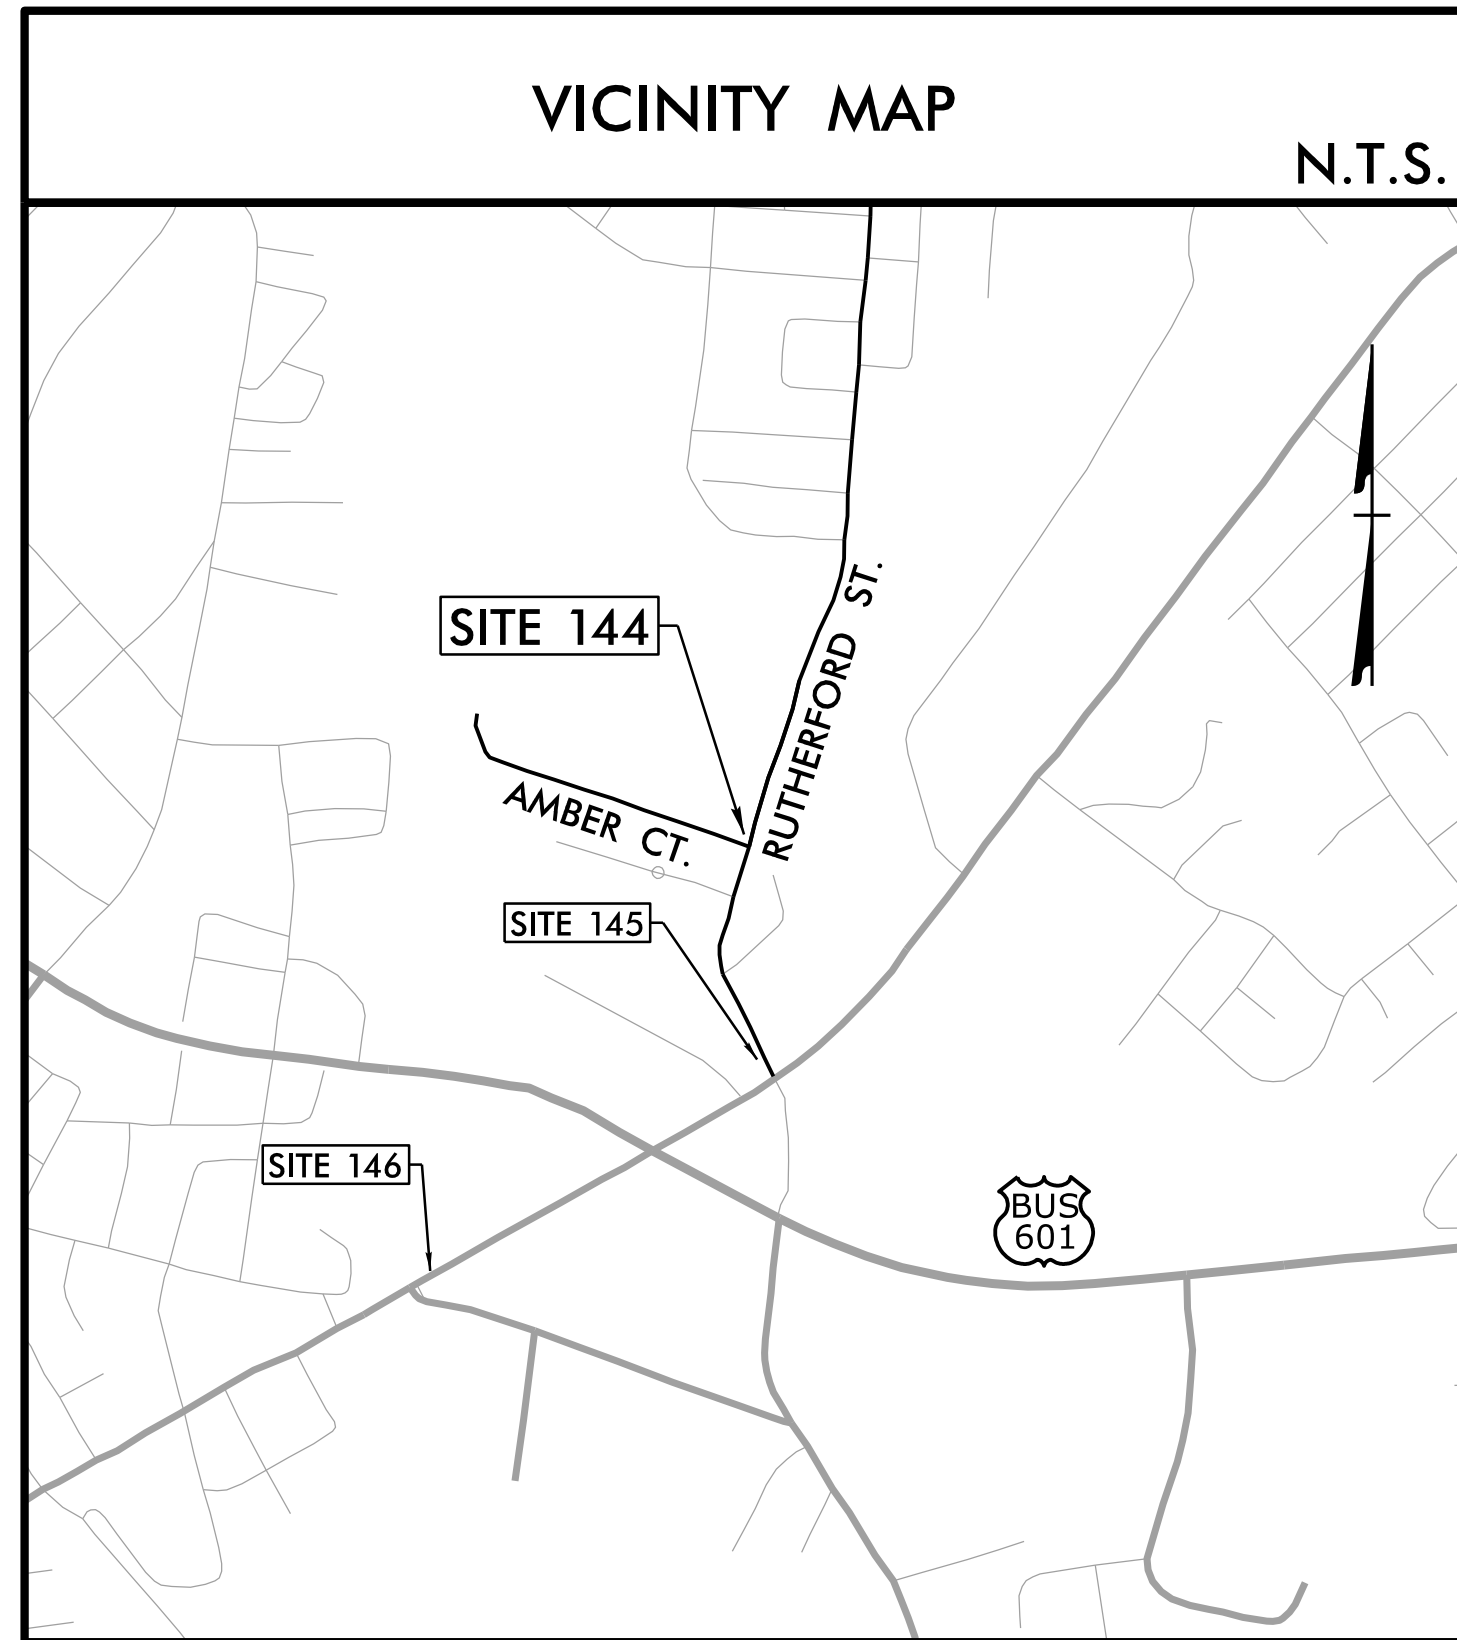 VICINITY MAP
N.T.S.
SITE 144
RUTHERFORD ST.
AMBER CT.
SITE 145
SITE 146
BUS
601